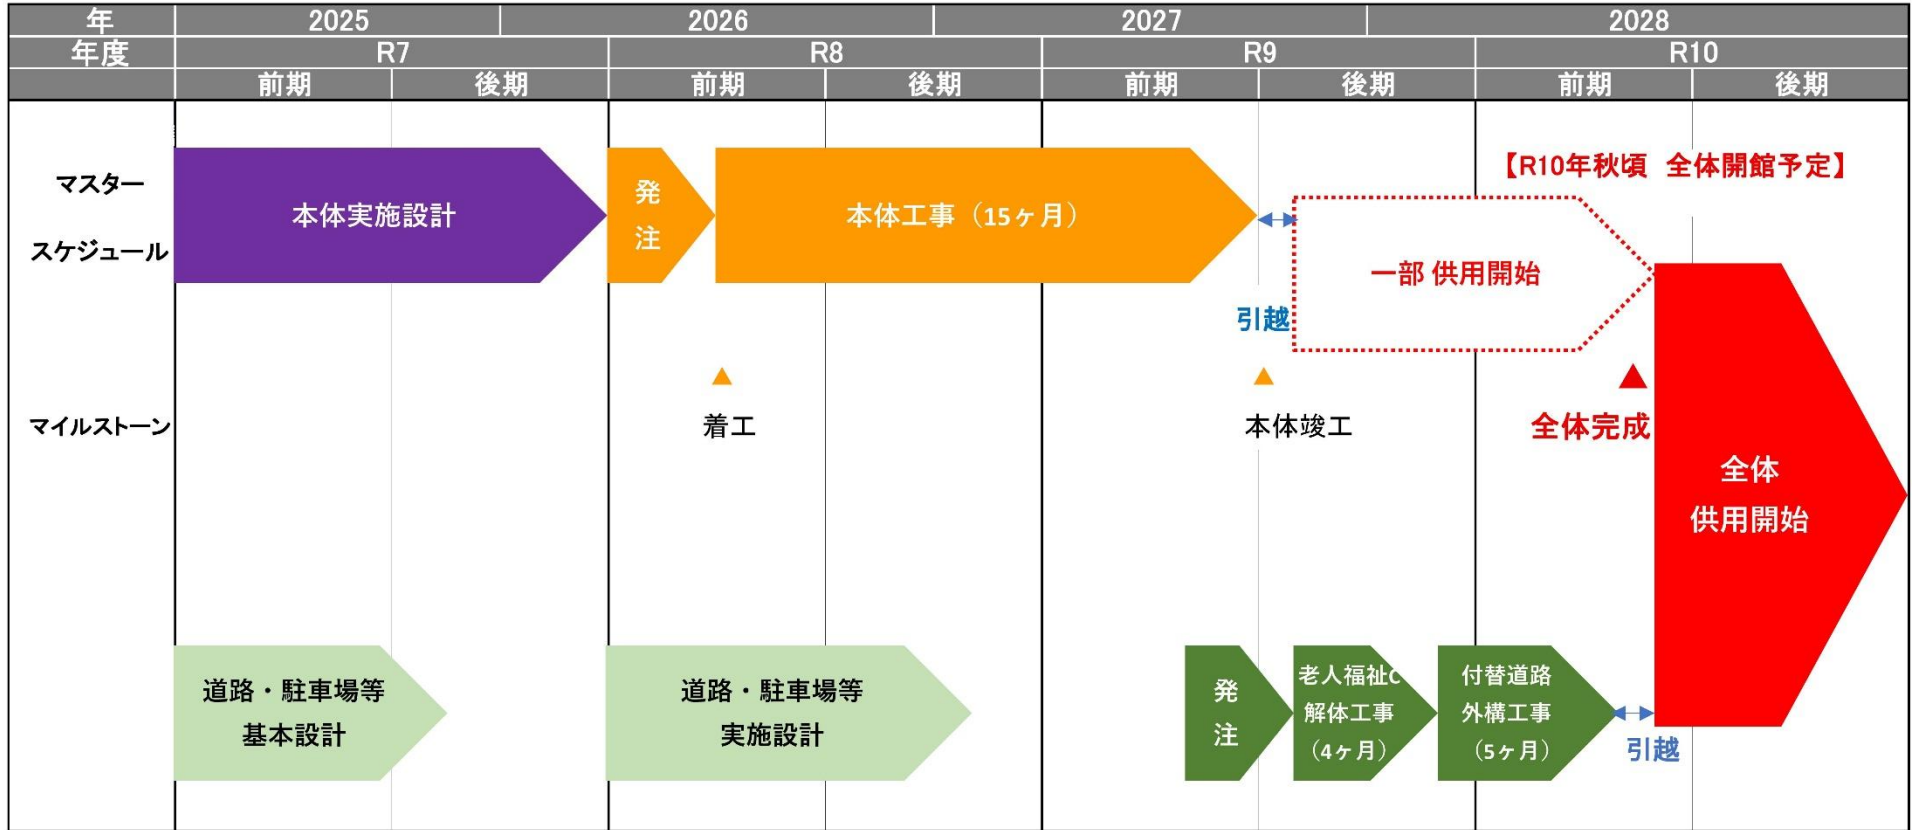 年 2025 2026 2027 2028
年度 R7 R8 R9 R10
前期 後期 前期 後期 前期 後期 前期 後期
マスター
スケジュール
本体実施設計
発
注
本体工事（15ヶ月）
引越
【R10年秋頃 全体開館予定】
一部 供用開始
マイルストーン
着工
本体竣工
全体完成
全体
供用開始
道路・駐車場等
基本設計
道路・駐車場等
実施設計
発
注
老人福祉C
解体工事
（4ヶ月）
付替道路
外構工事
（5ヶ月）
引越